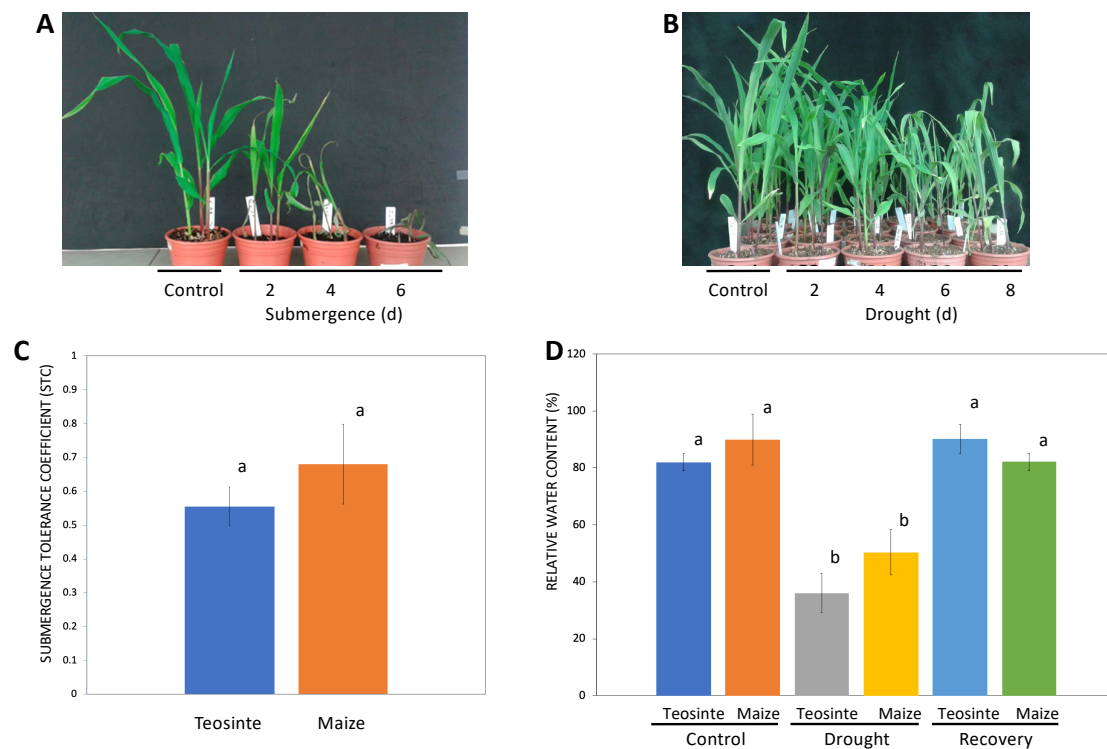 A
B
Control 2 4 6
Submergence (d)
Control 2 4 6 8
Drought (d)
C
SUBMERGENCE TOLERANCE COEFFICIENT (STC)
1
0.9
0.8
0.7
0.6
0.5
0.4
0.3
0.2
0.1
0
a
a
Teosinte Maize
D
RELATIVE WATER CONTENT (%)
120
100
80
60
40
20
0
a
a
b
b
a
a
Teosinte Maize Teosinte Maize Teosinte Maize
Control Drought Recovery